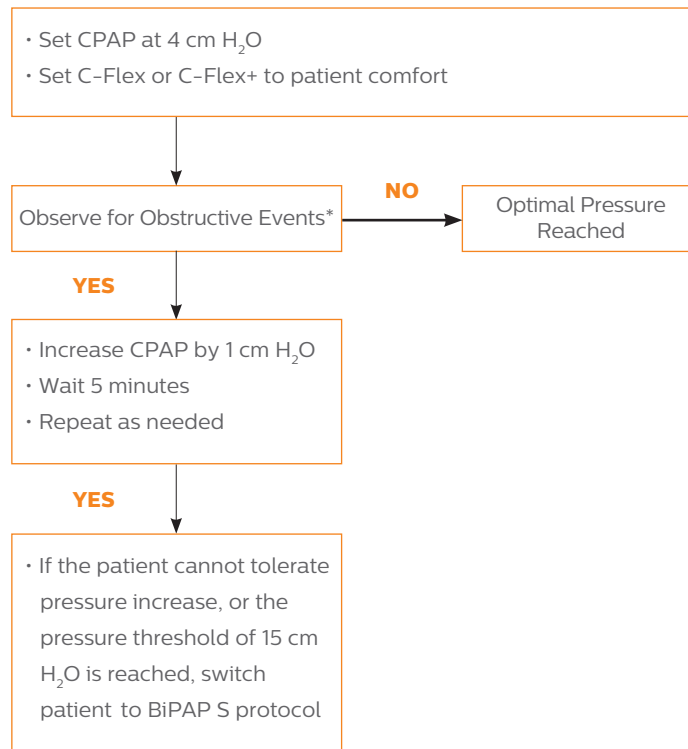 · Set CPAP at 4 cm H₂O
· Set C-Flex or C-Flex+ to patient comfort
Observe for Obstructive Events*
NO
Optimal Pressure
Reached
YES
· Increase CPAP by 1 cm H₂O
· Wait 5 minutes
· Repeat as needed
YES
· If the patient cannot tolerate
pressure increase, or the
pressure threshold of 15 cm
H₂O is reached, switch
patient to BiPAP S protocol